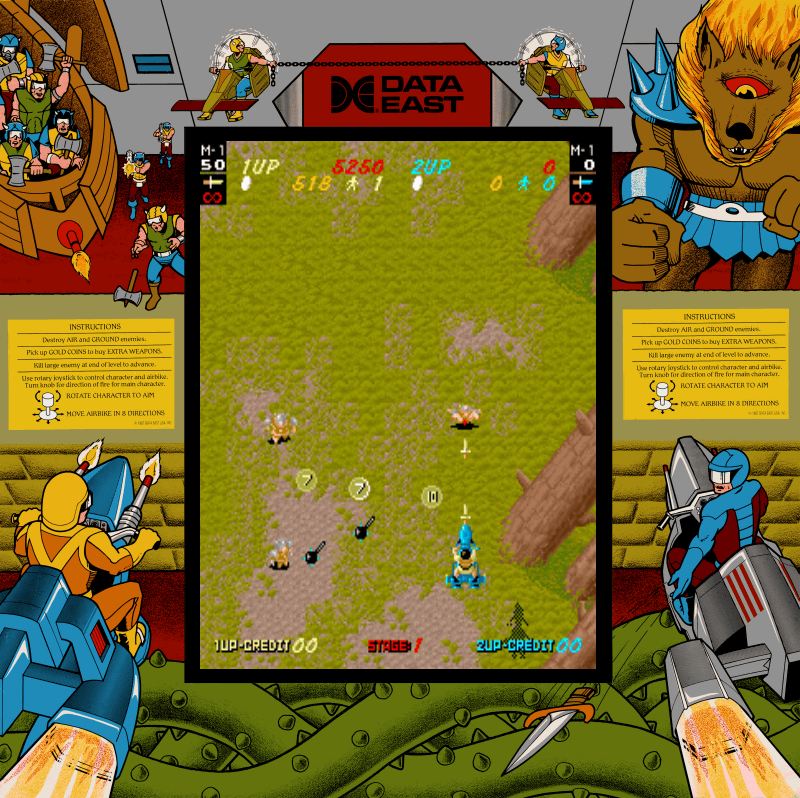 DATA
EAST
M-1
50
1UP
5250
2UP
0
M-1
0
∞
518
1
0
0
∞
INSTRUCTIONS
Destroy AIR and GROUND enemies.
Pick up GOLD COINS to buy EXTRA WEAPONS.
Kill large enemy at end of level to advance.
Use rotary joystick to control character and airbike.
Turn knob for direction of fire for main character.
ROTATE CHARACTER TO AIM
MOVE AIRBIKE IN 8 DIRECTIONS
INSTRUCTIONS
Destroy AIR and GROUND enemies.
Pick up GOLD COINS to buy EXTRA WEAPONS.
Kill large enemy at end of level to advance.
Use rotary joystick to control character and airbike.
Turn knob for direction of fire for main character.
ROTATE CHARACTER TO AIM
MOVE AIRBIKE IN 8 DIRECTIONS
7
7
10
1UP-CREDIT 00
STAGE: 1
2UP-CREDIT 00